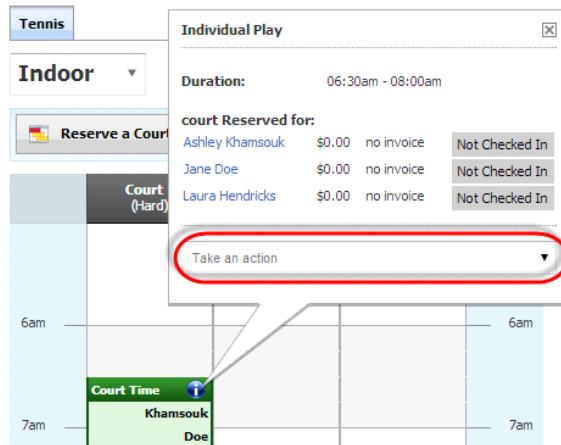 Tennis
Individual Play
Indoor
Duration: 06:30am - 08:00am
court Reserved for:
Reserve a Court
Ashley Khamsouk $0.00 no invoice Not Checked In
Jane Doe $0.00 no invoice Not Checked In
Laura Hendricks $0.00 no invoice Not Checked In
Court
(Hard)
Take an action
6am 6am
Court Time
Khamsouk
7am 7am
Doe